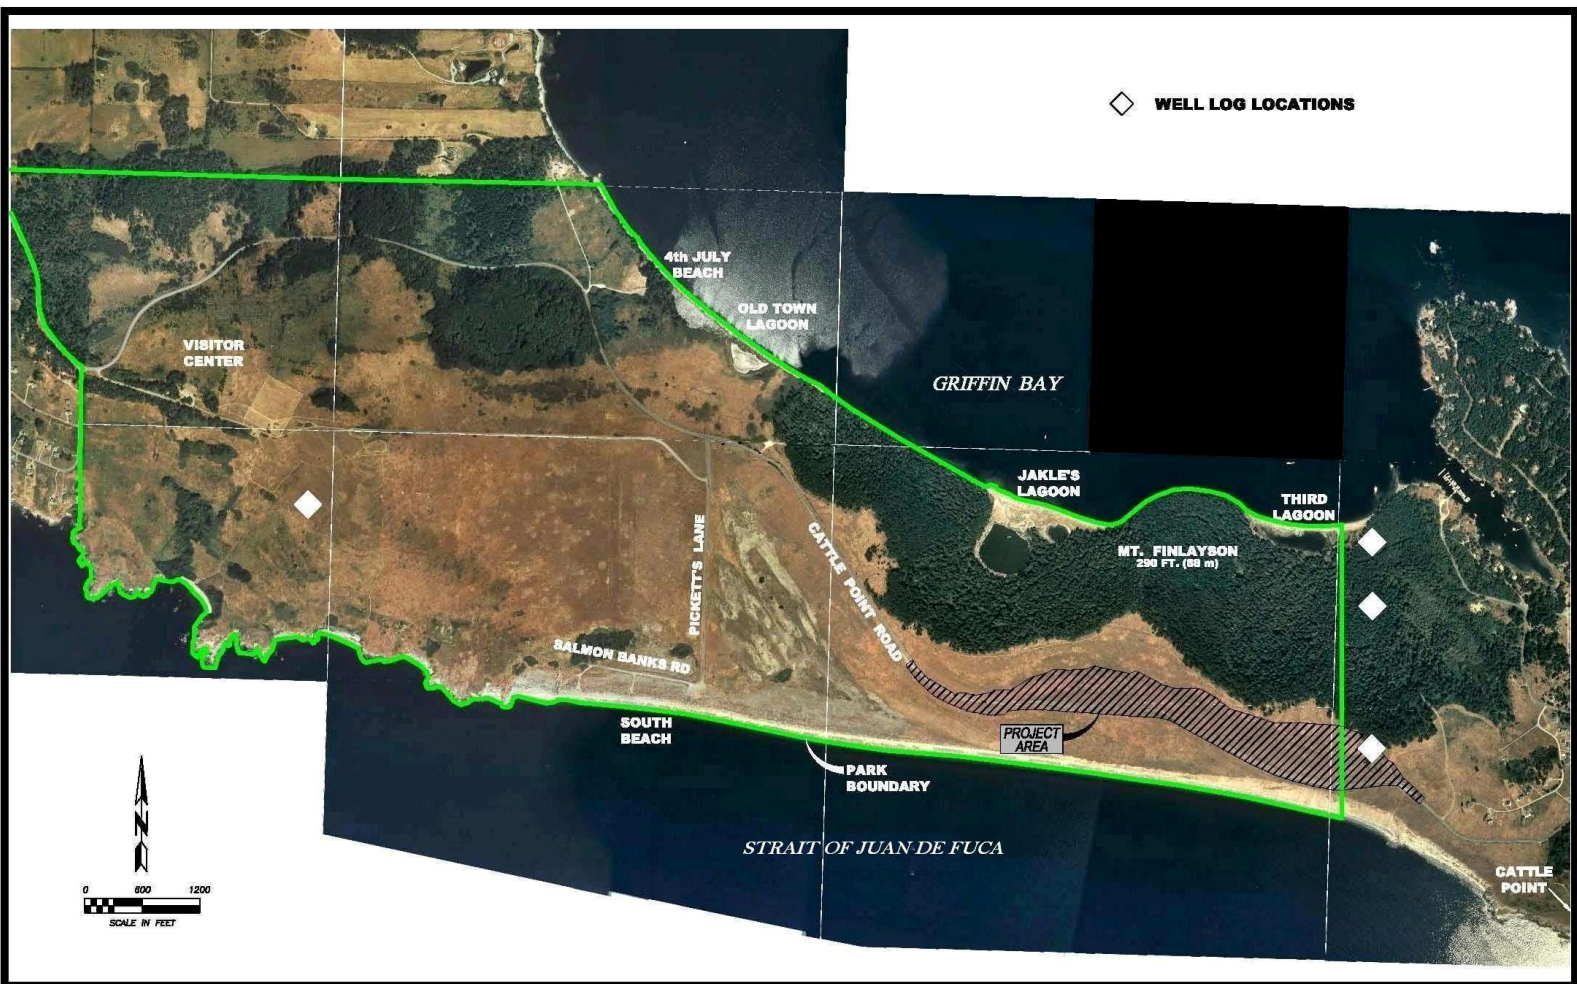 WELL LOG LOCATIONS
4th JULY
BEACH
OLD TOWN
LAGOON
VISITOR
CENTER
GRIFFIN BAY
JAKLE'S
LAGOON
THIRD
LAGOON
MT. FINLAYSON
290 FT. (88 m)
PICKETT'S LANE
CATTLE POINT ROAD
SALMON BANKS RD
SOUTH
BEACH
PROJECT
AREA
PARK
BOUNDARY
STRAIT OF JUAN DE FUCA
CATTLE
POINT
N
0 600 1200
SCALE IN FEET